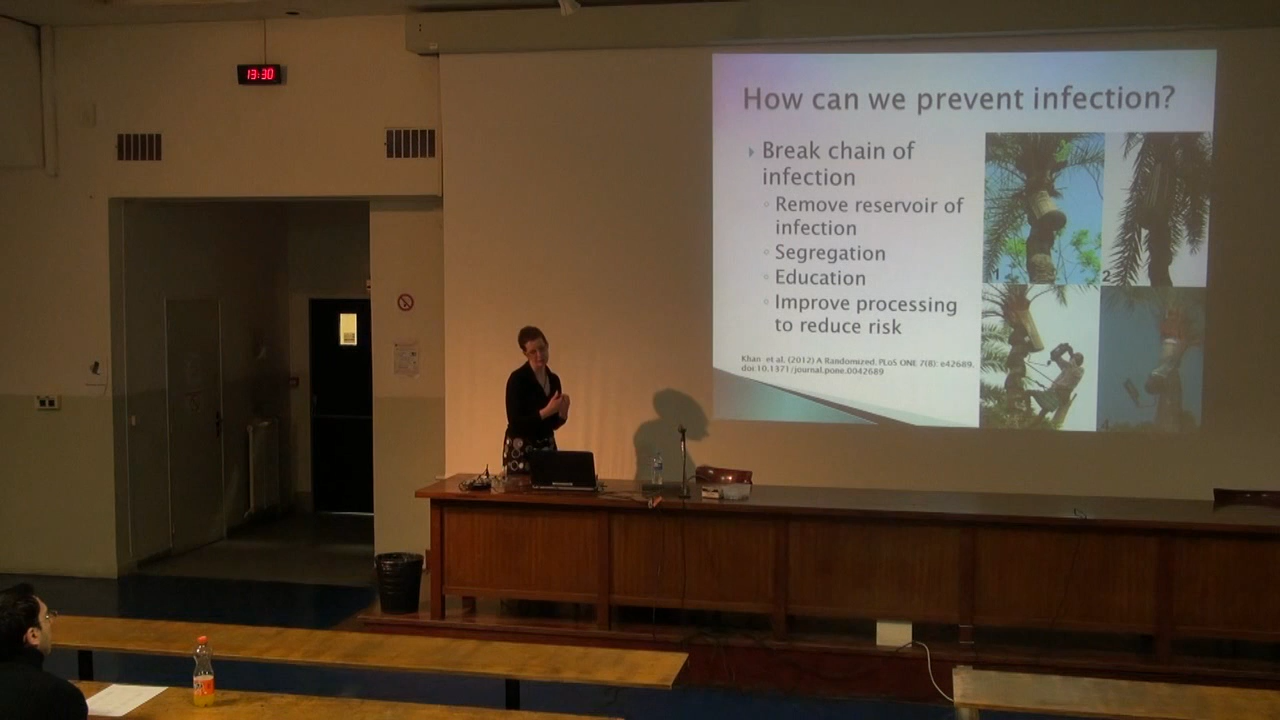 13:30
How can we prevent infection?
Break chain of
infection
Remove reservoir of
infection
Segregation
Education
Improve processing
to reduce risk
Khan et al. (2012) A Randomized. PLoS ONE 7(8): e42689.
doi:10.1371/journal.pone.0042689
1
2
4